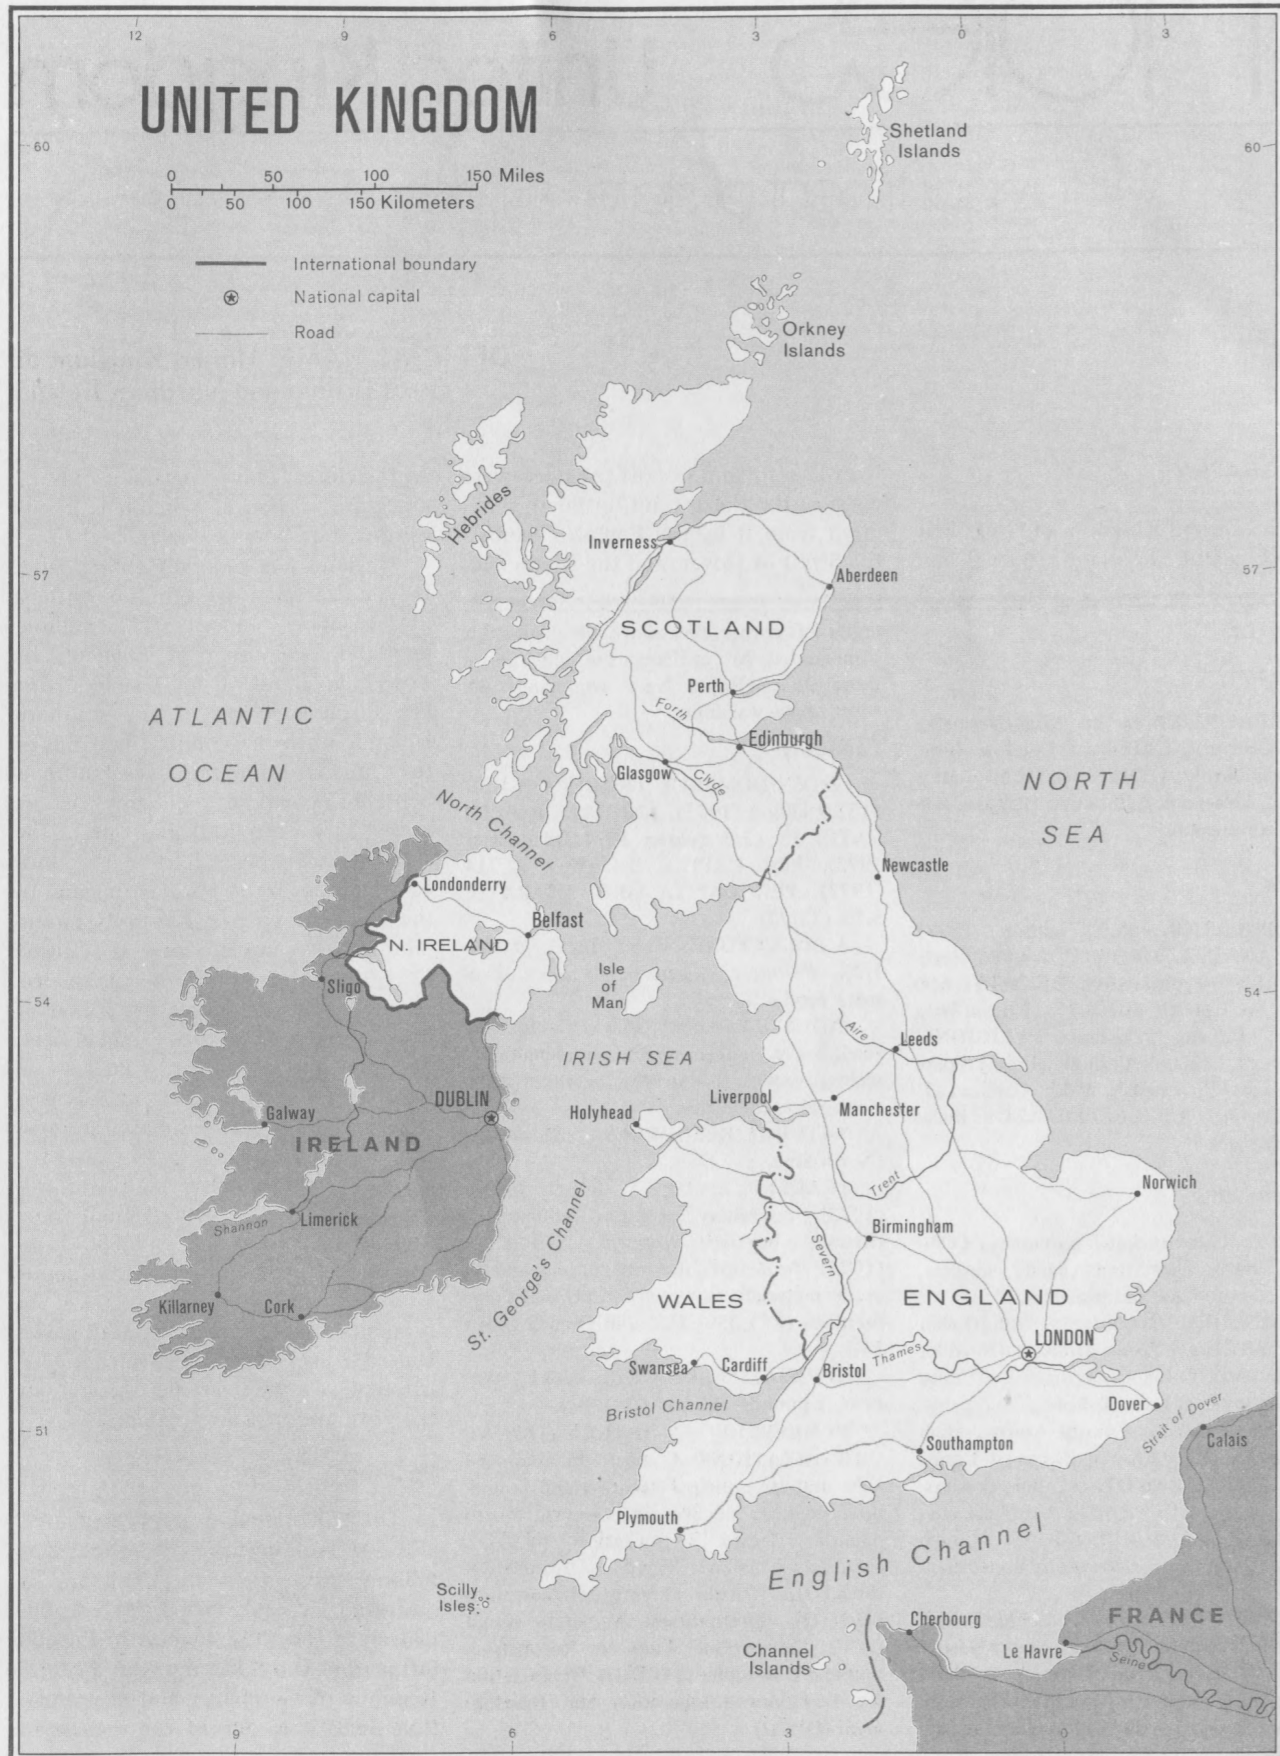 12 9 6 3 0 3
UNITED KINGDOM
0 50 100 150 Miles
0 50 100 150 Kilometers
International boundary
National capital
Road
60
60
Shetland
Islands
Orkney
Islands
Hebrides
57
57
Inverness
Aberdeen
SCOTLAND
Perth
Forth
Edinburgh
Glasgow
Clyde
ATLANTIC
OCEAN
NORTH
SEA
North Channel
Newcastle
Londonderry
Belfast
N. IRELAND
Sligo
Isle
of
Man
54
54
IRISH SEA
Aire
Leeds
Liverpool
Manchester
Holyhead
DUBLIN
Galway
IRELAND
Trent
Norwich
Shannon
Limerick
Birmingham
Severn
St. George's Channel
WALES
ENGLAND
Killarney
Cork
LONDON
Thames
Swansea
Cardiff
Bristol
Bristol Channel
Dover
Strait of Dover
Calais
51
Southampton
Plymouth
English Channel
Scilly
Isles
Cherbourg
FRANCE
Le Havre
Seine
Channel
Islands
9 6 3 0